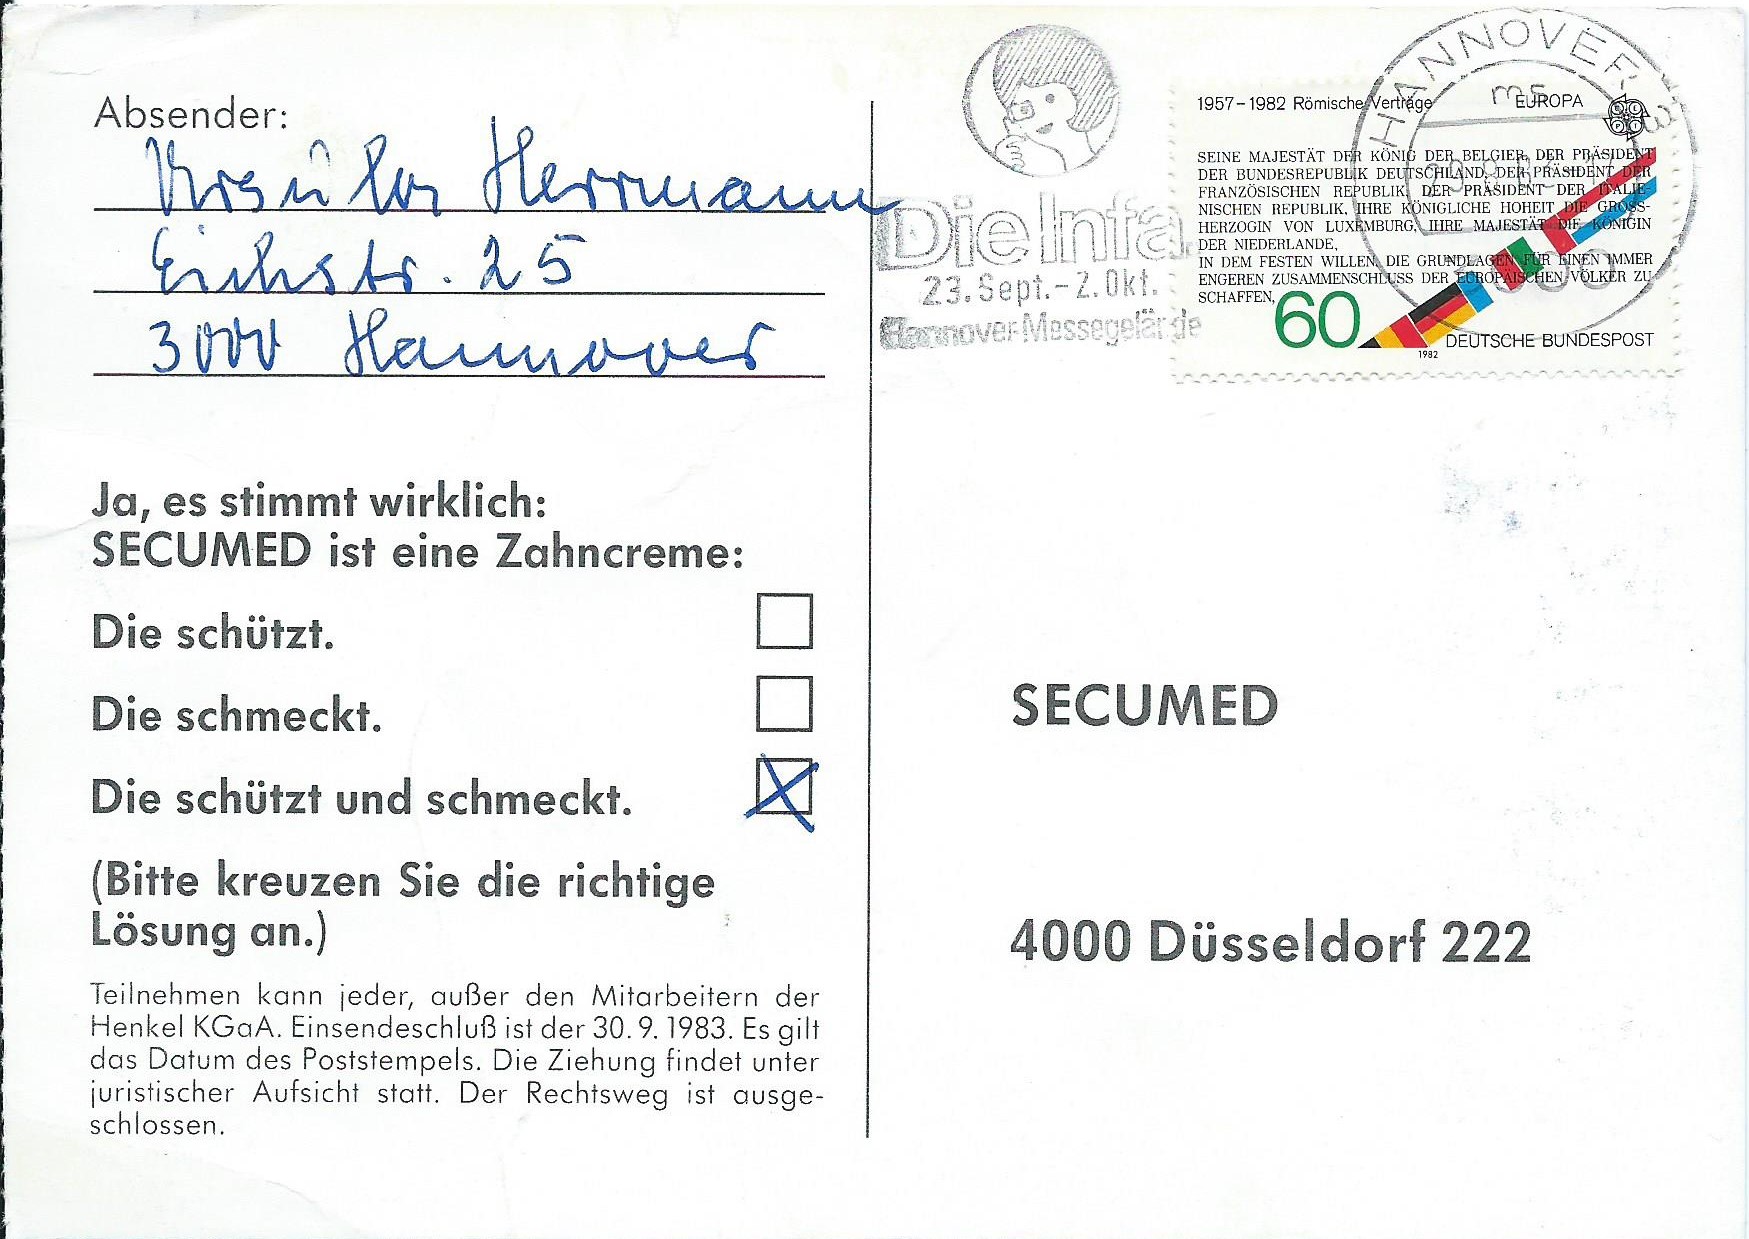 Absender:
Ursula Herrmann
Eichstr. 25
3000 Hannover
Ja, es stimmt wirklich:
SECUMED ist eine Zahncreme:
Die schützt.
Die schmeckt.
Die schützt und schmeckt.
(Bitte kreuzen Sie die richtige
Lösung an.)
Teilnehmen kann jeder, außer den Mitarbeitern der
Henkel KGaA. Einsendeschluß ist der 30. 9. 1983. Es gilt
das Datum des Poststempels. Die Ziehung findet unter
juristischer Aufsicht statt. Der Rechtsweg ist ausge-
schlossen.
Die Infa
23. Sept. - 2. Okt.
Hannover-Messegelände
HANNOVER
1957–1982 Römische Verträge
EUROPA
SEINE MAJESTÄT DER KÖNIG DER BELGIER, DER PRÄSIDENT
DER BUNDESREPUBLIK DEUTSCHLAND, DER PRÄSIDENT DER
FRANZÖSISCHEN REPUBLIK, DER PRÄSIDENT DER ITALIE-
NISCHEN REPUBLIK, IHRE KÖNIGLICHE HOHEIT DIE GROSS-
HERZOGIN VON LUXEMBURG, IHRE MAJESTÄT DIE KÖNIGIN
DER NIEDERLANDE,
IN DEM FESTEN WILLEN, DIE GRUNDLAGEN FÜR EINEN IMMER
ENGEREN ZUSAMMENSCHLUSS DER EUROPÄISCHEN VÖLKER ZU
SCHAFFEN,
60
DEUTSCHE BUNDESPOST
1982
SECUMED
4000 Düsseldorf 222